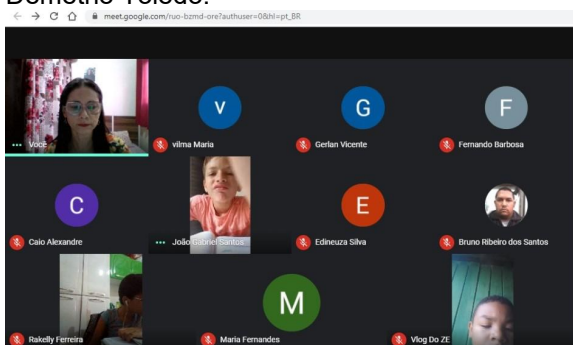 meet.google.com/ruo-bzmd-ore?authuser=0&hl=pt_BR
Você
V
vilma Maria
G
Gerlan Vicente
F
Fernando Barbosa
C
Caio Alexandre
João Gabriel Santos
E
Edineuza Silva
Bruno Ribeiro dos Santos
Rakelly Ferreira
M
Maria Fernandes
Vlog Do ZE